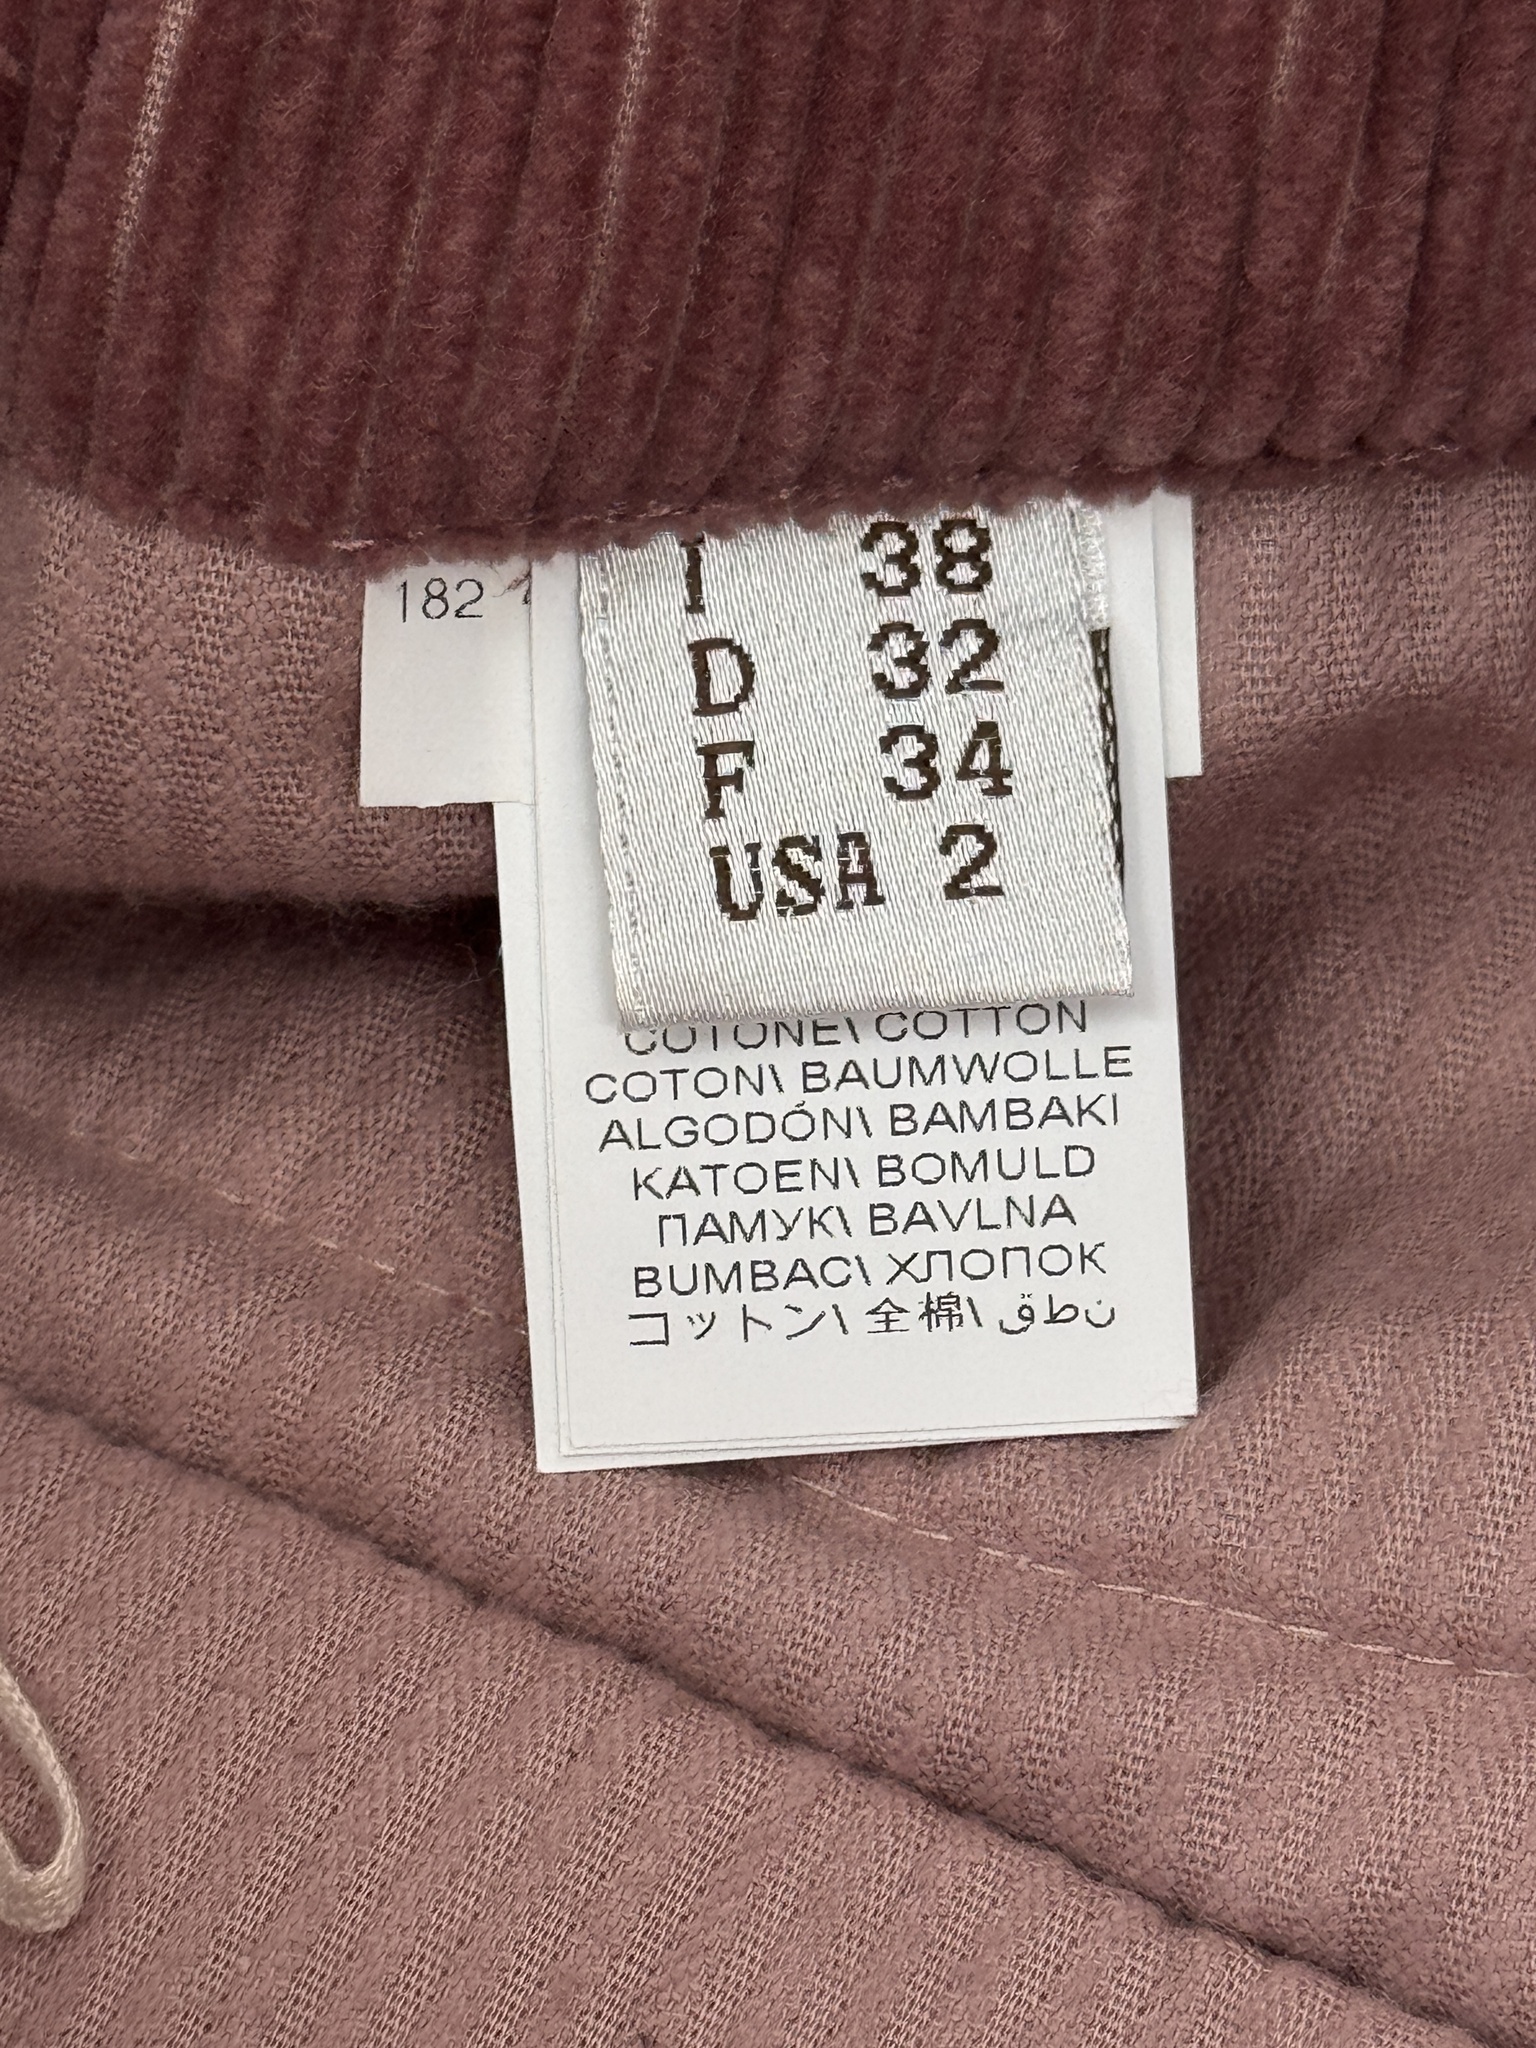 I 38
D 32
F 34
USA 2
182
COTONE\ COTTON
COTON\ BAUMWOLLE
ALGODÓN\ BAMBAKI
KATOEN\ BOMULD
ПАМУК\ BAVLNA
BUMBAC\ ХЛОПОК
コットン\ 全棉\ قطن